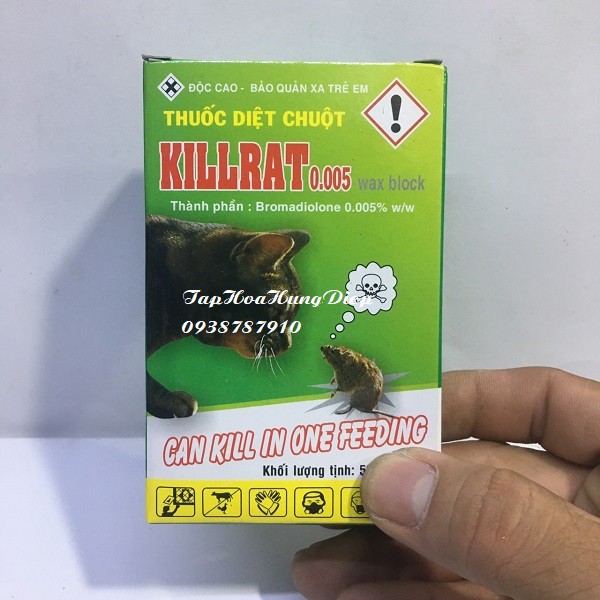 ĐỘC CAO - BẢO QUẢN XA TRẺ EM
THUỐC DIỆT CHUỘT
KILLRAT 0.005 wax block
Thành phần : Bromadiolone 0.005% w/w
TapHoaHungDiep
0938787910
CAN KILL IN ONE FEEDING
Khối lượng tịnh: